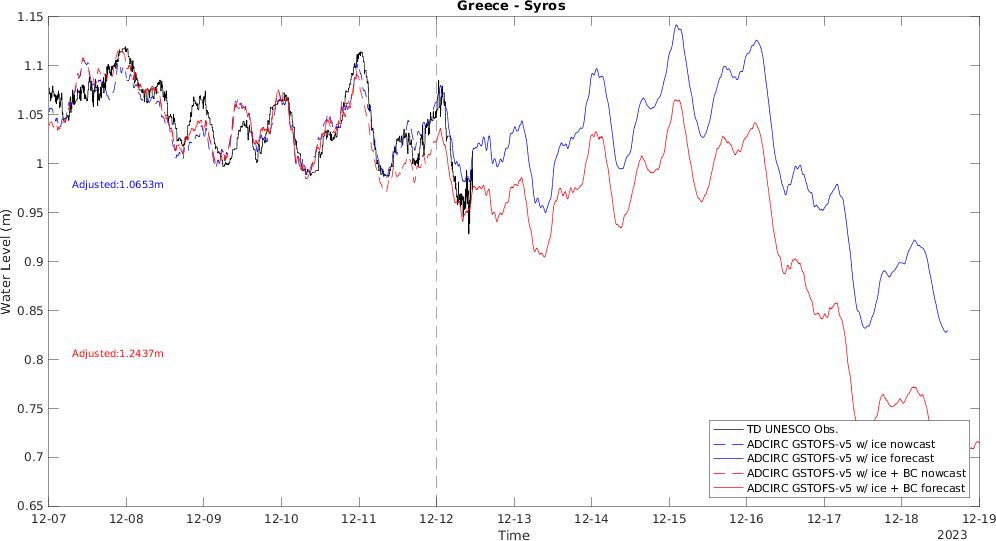 Greece - Syros
1.15
1.1
1.05
1
0.95
0.9
0.85
0.8
0.75
0.7
0.65
Water Level (m)
Adjusted:1.0653m
Adjusted:1.2437m
TD UNESCO Obs.
ADCIRC GSTOFS-v5 w/ ice nowcast
ADCIRC GSTOFS-v5 w/ ice forecast
ADCIRC GSTOFS-v5 w/ ice + BC nowcast
ADCIRC GSTOFS-v5 w/ ice + BC forecast
12-07 12-08 12-09 12-10 12-11 12-12 12-13 12-14 12-15 12-16 12-17 12-18 12-19
Time
2023